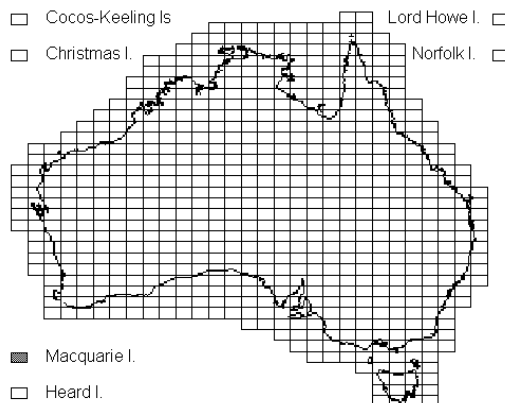 Cocos-Keeling Is
Lord Howe I.
Christmas I.
Norfolk I.
Macquarie I.
Heard I.